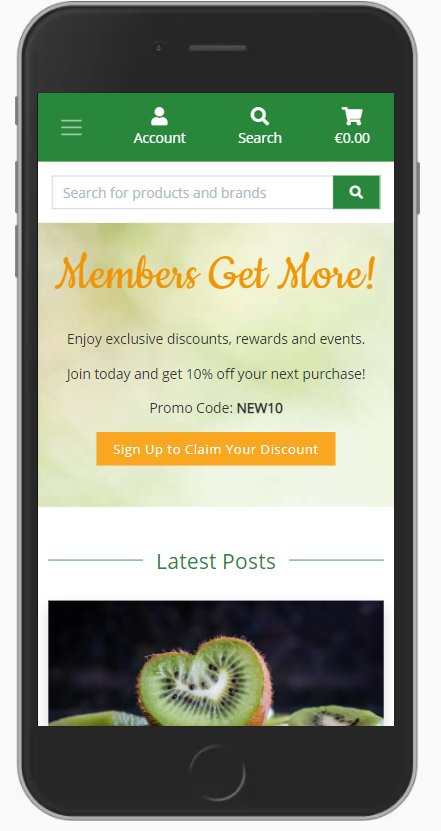 Account
Search
€0.00
Search for products and brands
Members Get More!
Enjoy exclusive discounts, rewards and events.
Join today and get 10% off your next purchase!
Promo Code: NEW10
Sign Up to Claim Your Discount
Latest Posts